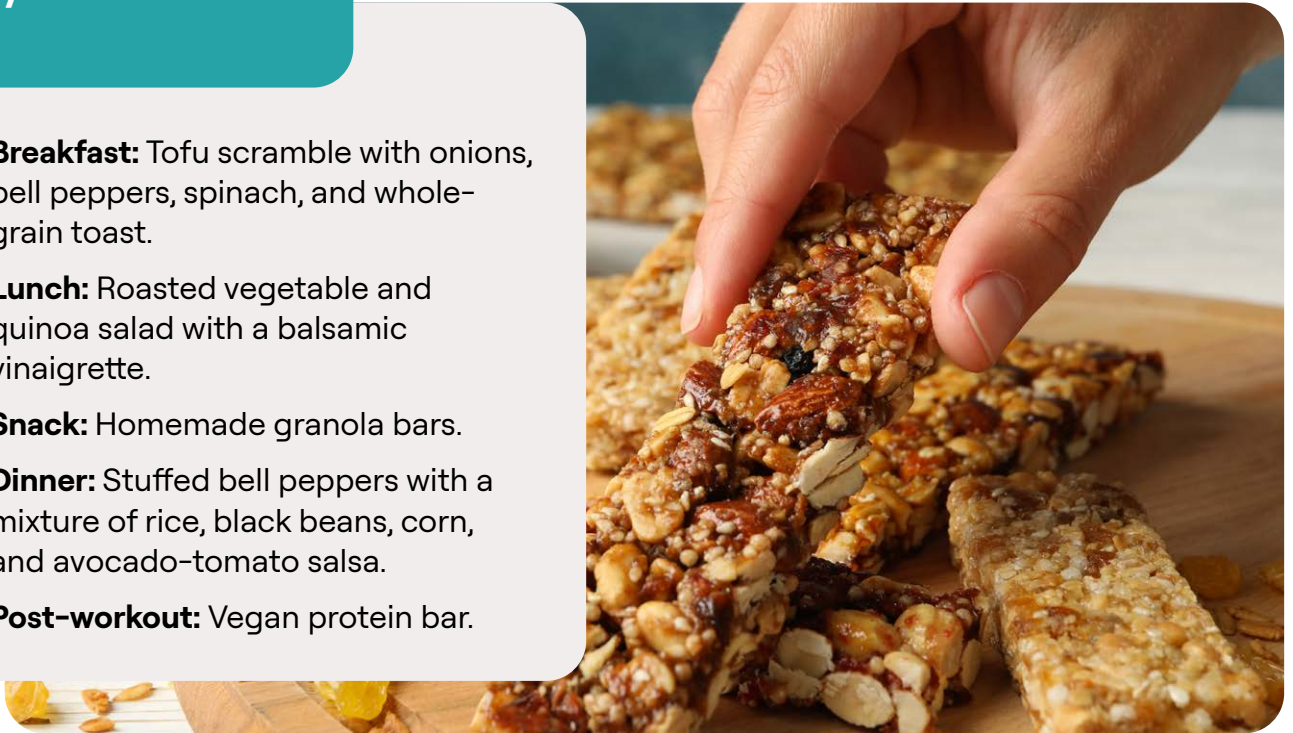 Breakfast: Tofu scramble with onions,
bell peppers, spinach, and whole-
grain toast.
Lunch: Roasted vegetable and
quinoa salad with a balsamic
vinaigrette.
Snack: Homemade granola bars.
Dinner: Stuffed bell peppers with a
mixture of rice, black beans, corn,
and avocado-tomato salsa.
Post-workout: Vegan protein bar.